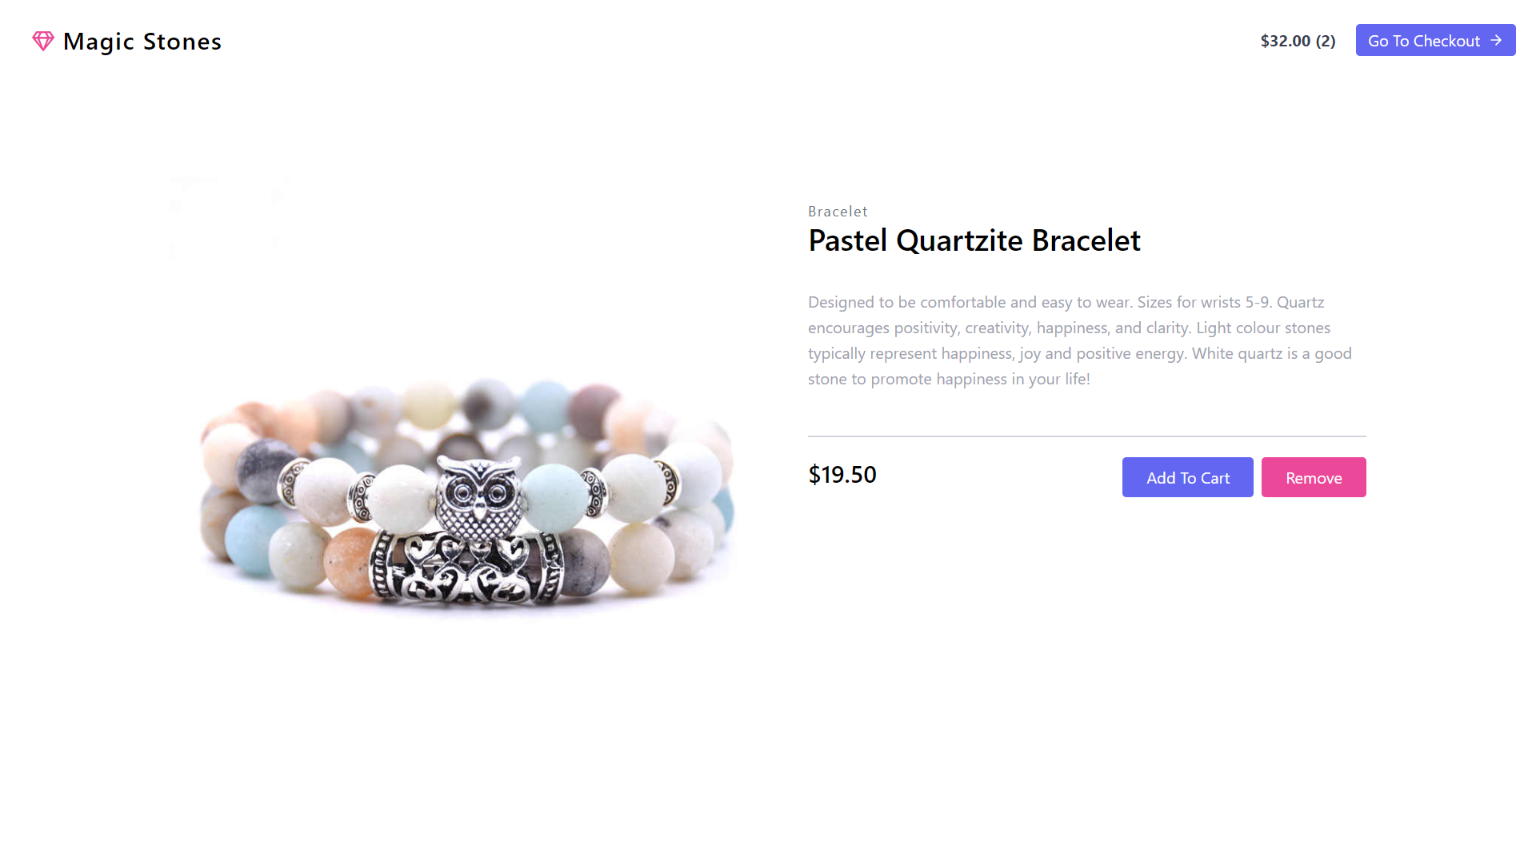 Magic Stones
$32.00 (2)
Go To Checkout
Bracelet
Pastel Quartzite Bracelet
Designed to be comfortable and easy to wear. Sizes for wrists 5-9. Quartz
encourages positivity, creativity, happiness, and clarity. Light colour stones
typically represent happiness, joy and positive energy. White quartz is a good
stone to promote happiness in your life!
$19.50
Add To Cart
Remove